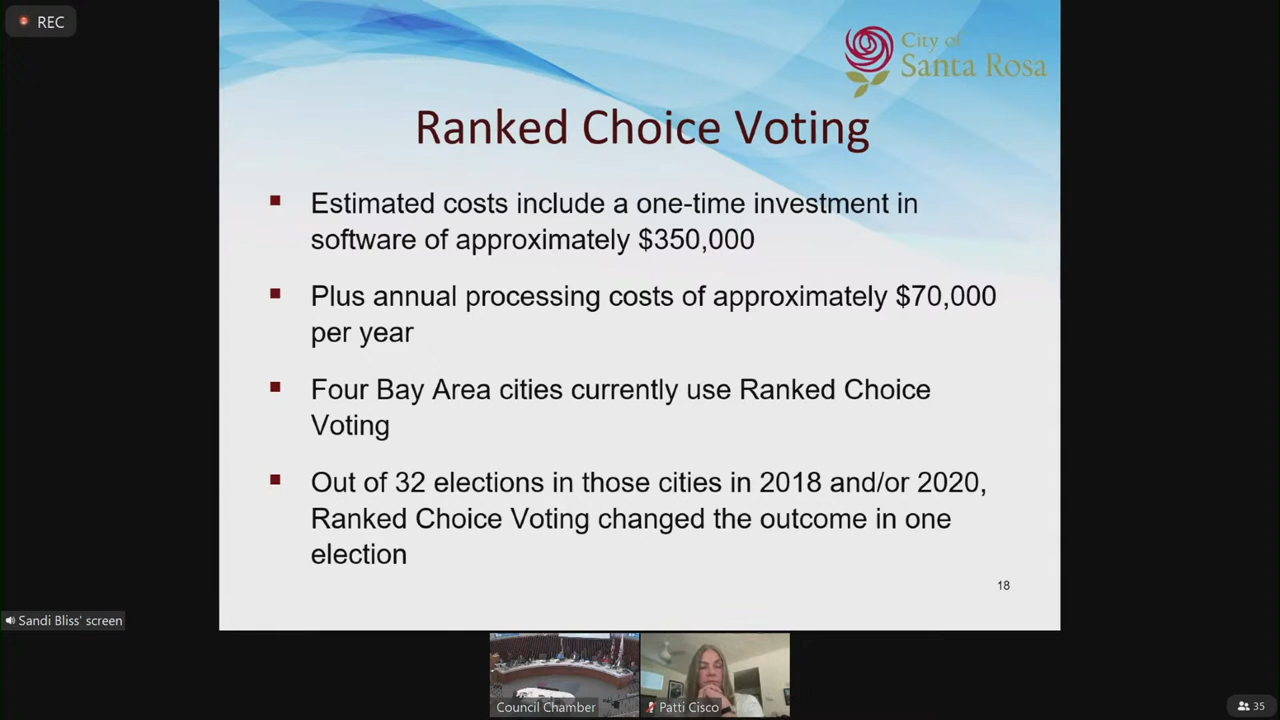 REC
City of
Santa Rosa
Ranked Choice Voting
Estimated costs include a one-time investment in
software of approximately $350,000
Plus annual processing costs of approximately $70,000
per year
Four Bay Area cities currently use Ranked Choice
Voting
Out of 32 elections in those cities in 2018 and/or 2020,
Ranked Choice Voting changed the outcome in one
election
18
Sandi Bliss' screen
Council Chamber
Patti Cisco
35